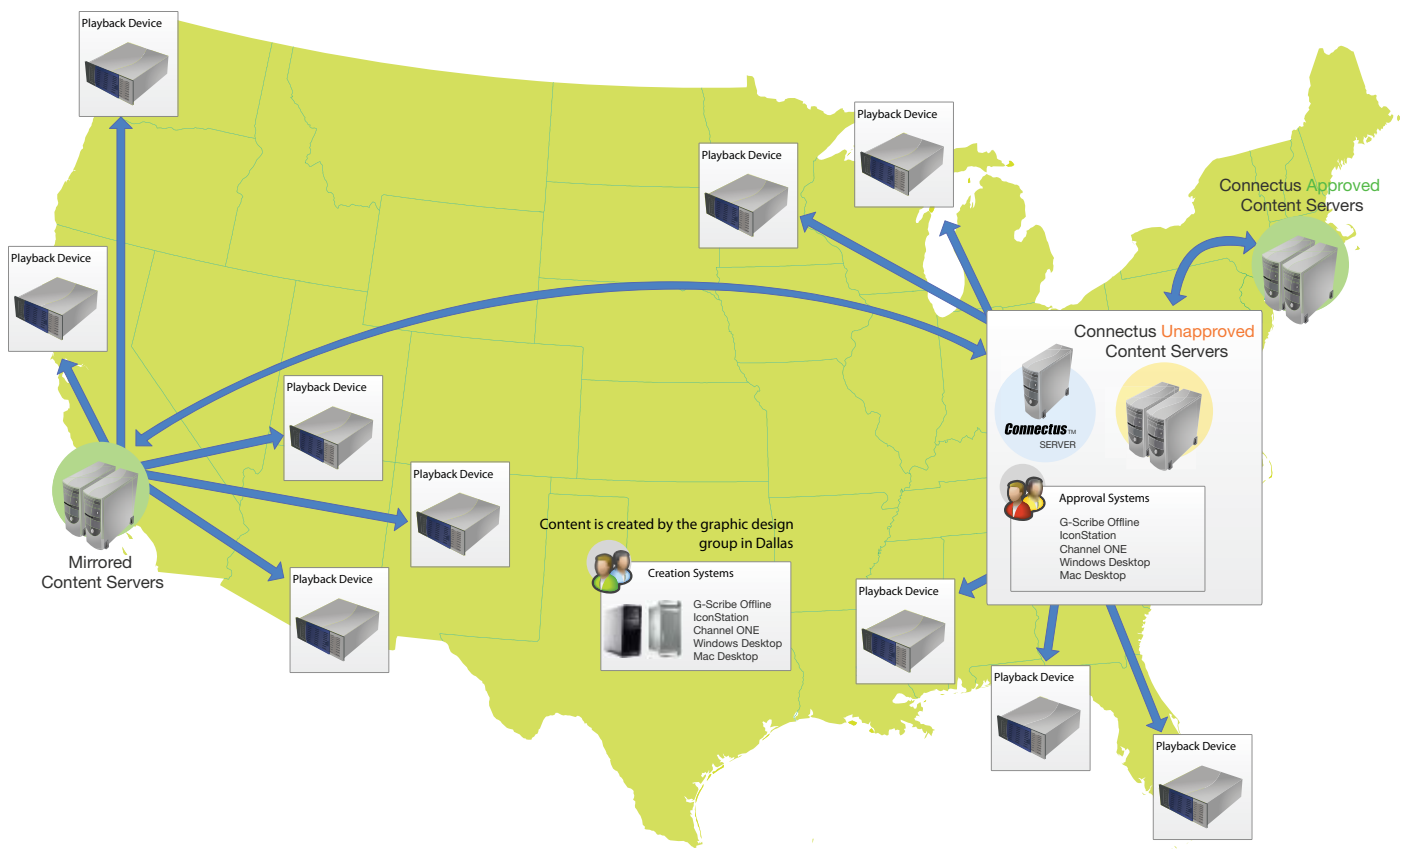 Playback Device
Playback Device
Playback Device
Connectus Approved
Content Servers
Playback Device
Connectus Unapproved
Content Servers
Connectus TM
SERVER
Playback Device
Playback Device
Approval Systems
G-Scribe Offline
IconStation
Channel ONE
Windows Desktop
Mac Desktop
Mirrored
Content Servers
Content is created by the graphic design
group in Dallas
Creation Systems
G-Scribe Offline
IconStation
Channel ONE
Windows Desktop
Mac Desktop
Playback Device
Playback Device
Playback Device
Playback Device